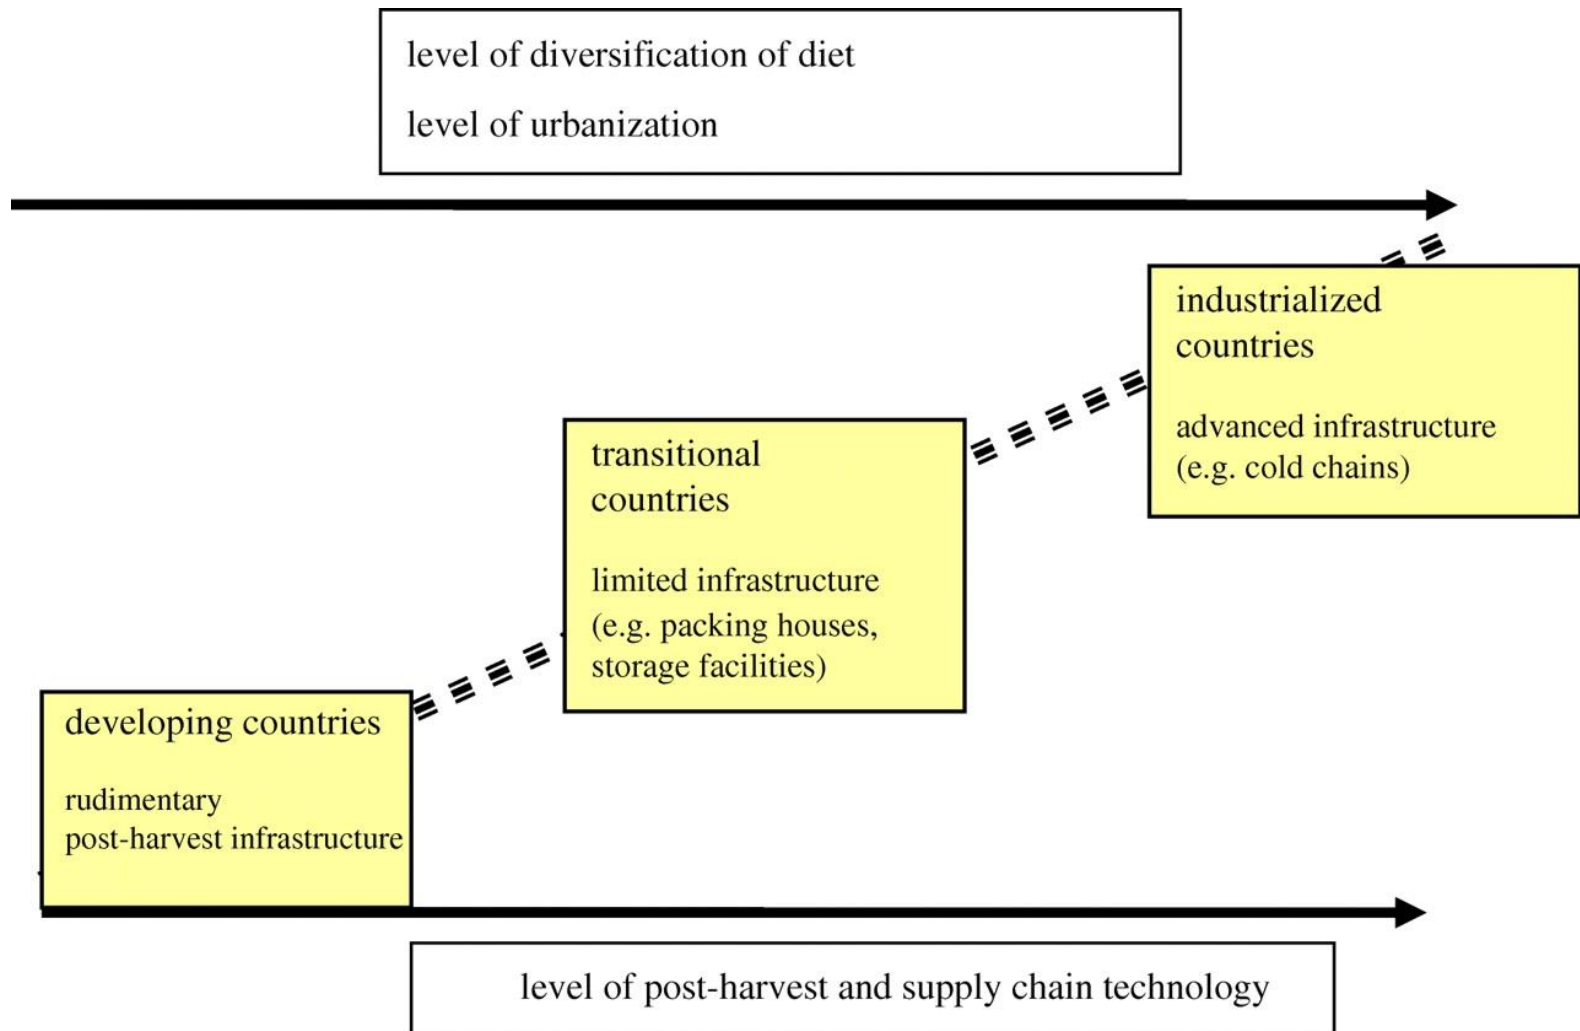 level of diversification of diet
level of urbanization
industrialized
countries
advanced infrastructure
(e.g. cold chains)
transitional
countries
limited infrastructure
(e.g. packing houses,
storage facilities)
developing countries
rudimentary
post-harvest infrastructure
level of post-harvest and supply chain technology